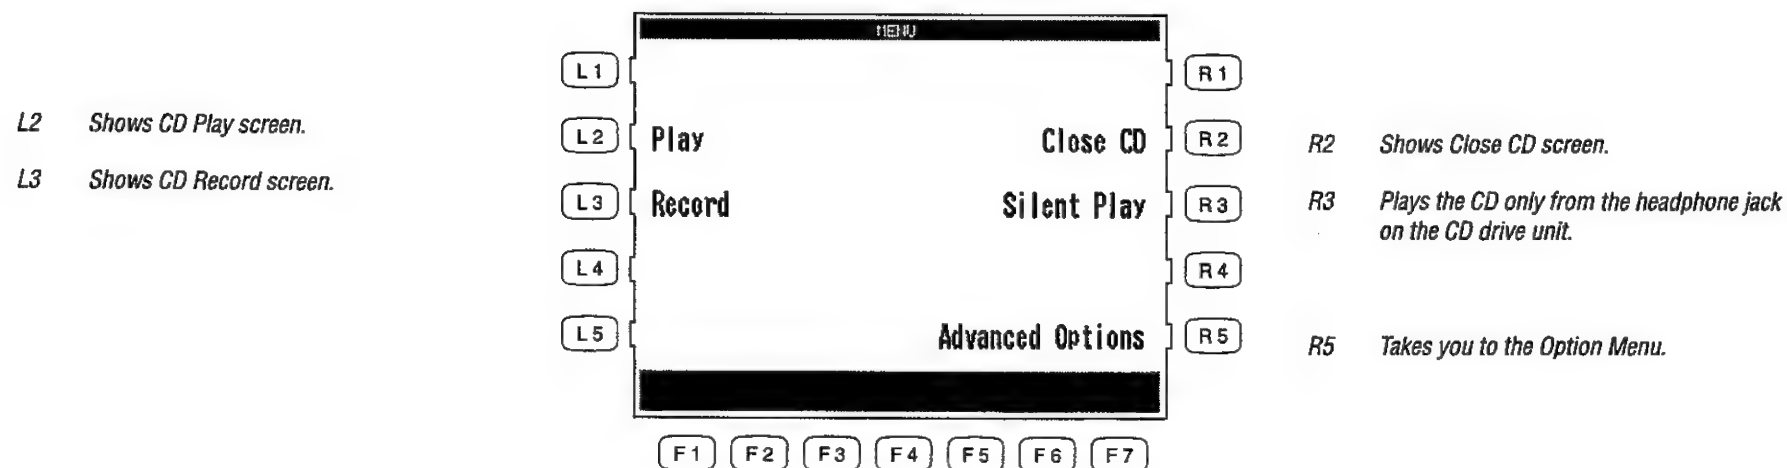 MENU
L1 R1
L2 Shows CD Play screen.
L2 Play Close CD R2
R2 Shows Close CD screen.
L3 Shows CD Record screen.
L3 Record Silent Play R3
R3 Plays the CD only from the headphone jack
on the CD drive unit.
L4 R4
L5 Advanced Options R5
R5 Takes you to the Option Menu.
F1 F2 F3 F4 F5 F6 F7